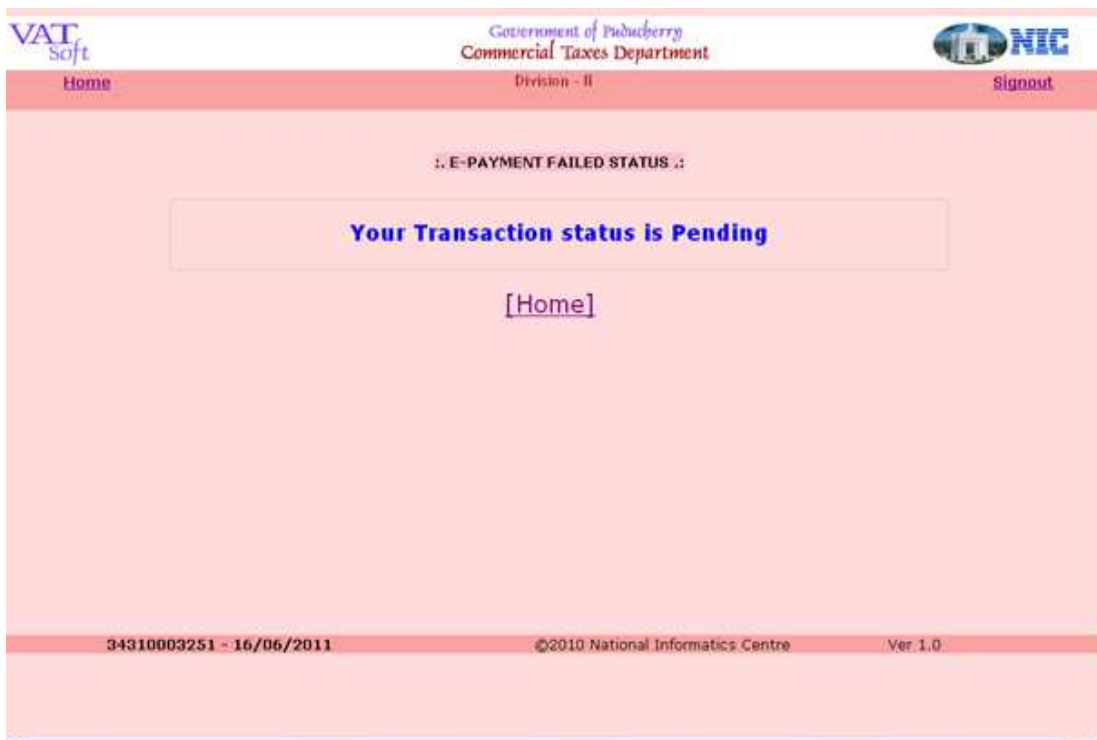 VAT
Soft
Government of Puducherry
Commercial Taxes Department
NIC
Home
Division - II
Signout
:. E-PAYMENT FAILED STATUS .:
Your Transaction status is Pending
[Home]
34310003251 - 16/06/2011
©2010 National Informatics Centre
Ver 1.0